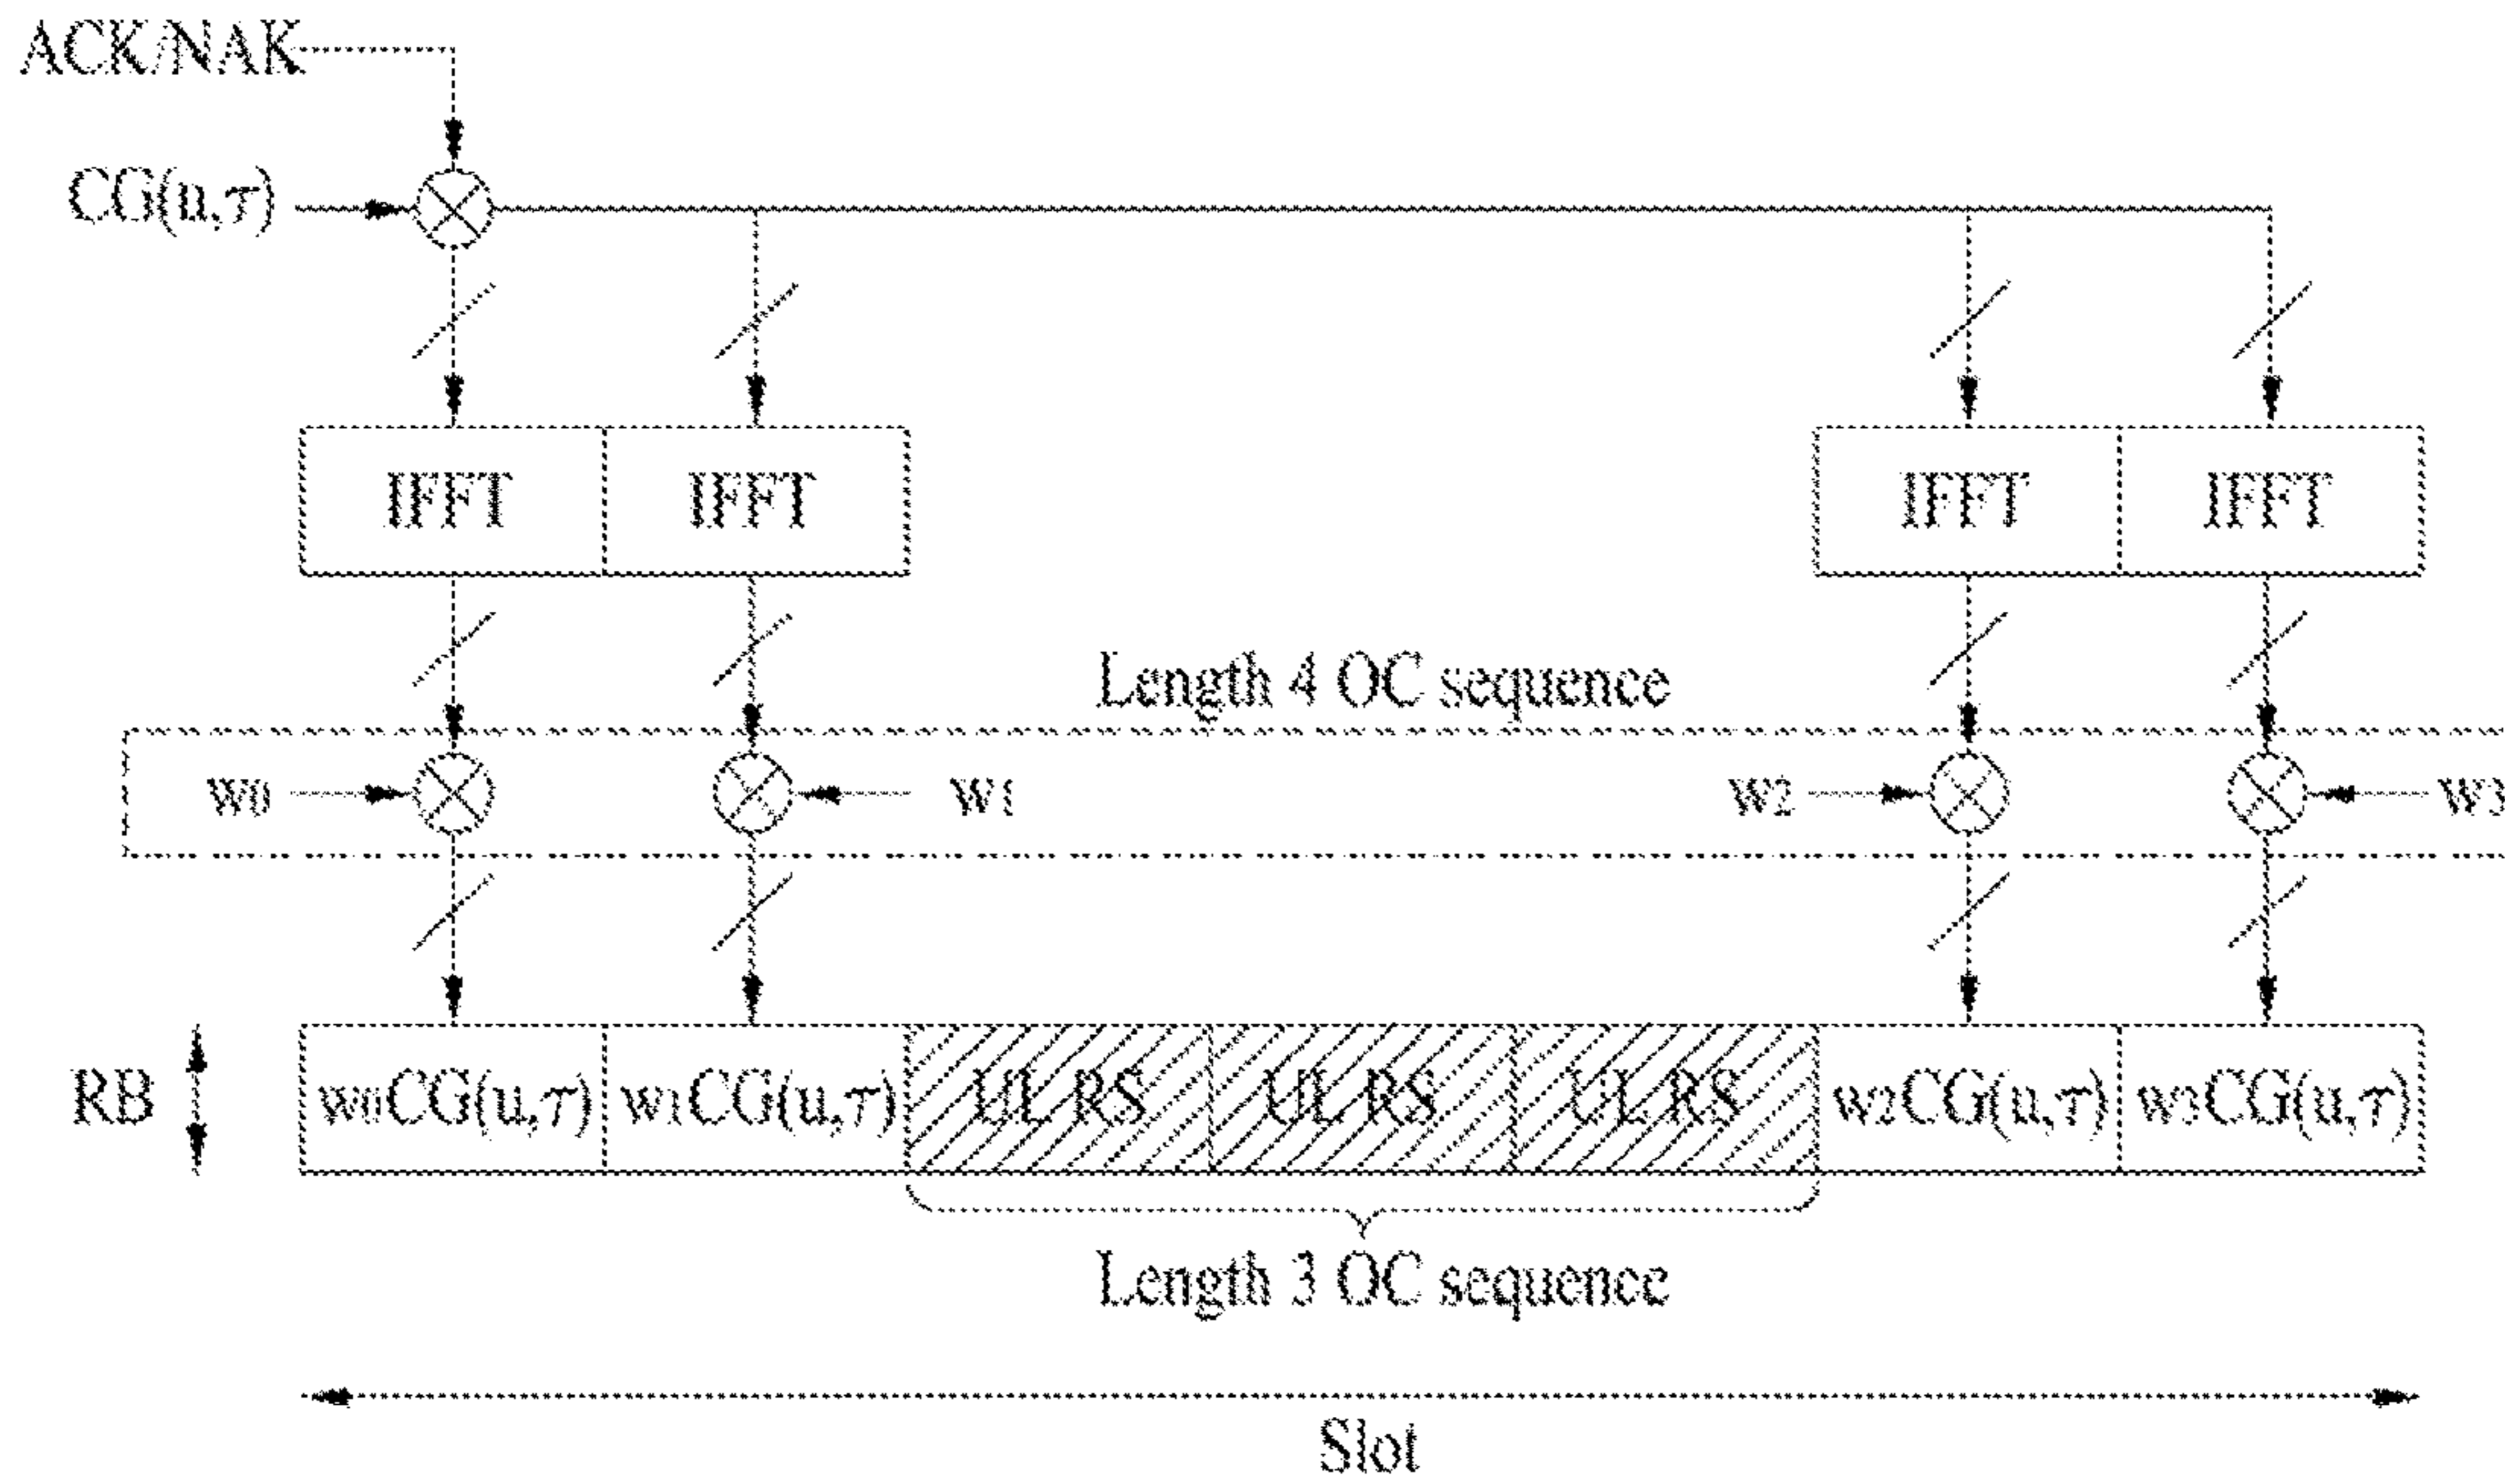 ACK/NAK
CG(u,τ)
IFFT IFFT IFFT IFFT
Length 4 OC sequence
W0 W1 W2 W3
RB w0CG(u,τ) w1CG(u,τ) UL RS UL RS UL RS w2CG(u,τ) w3CG(u,τ)
Length 3 OC sequence
Slot